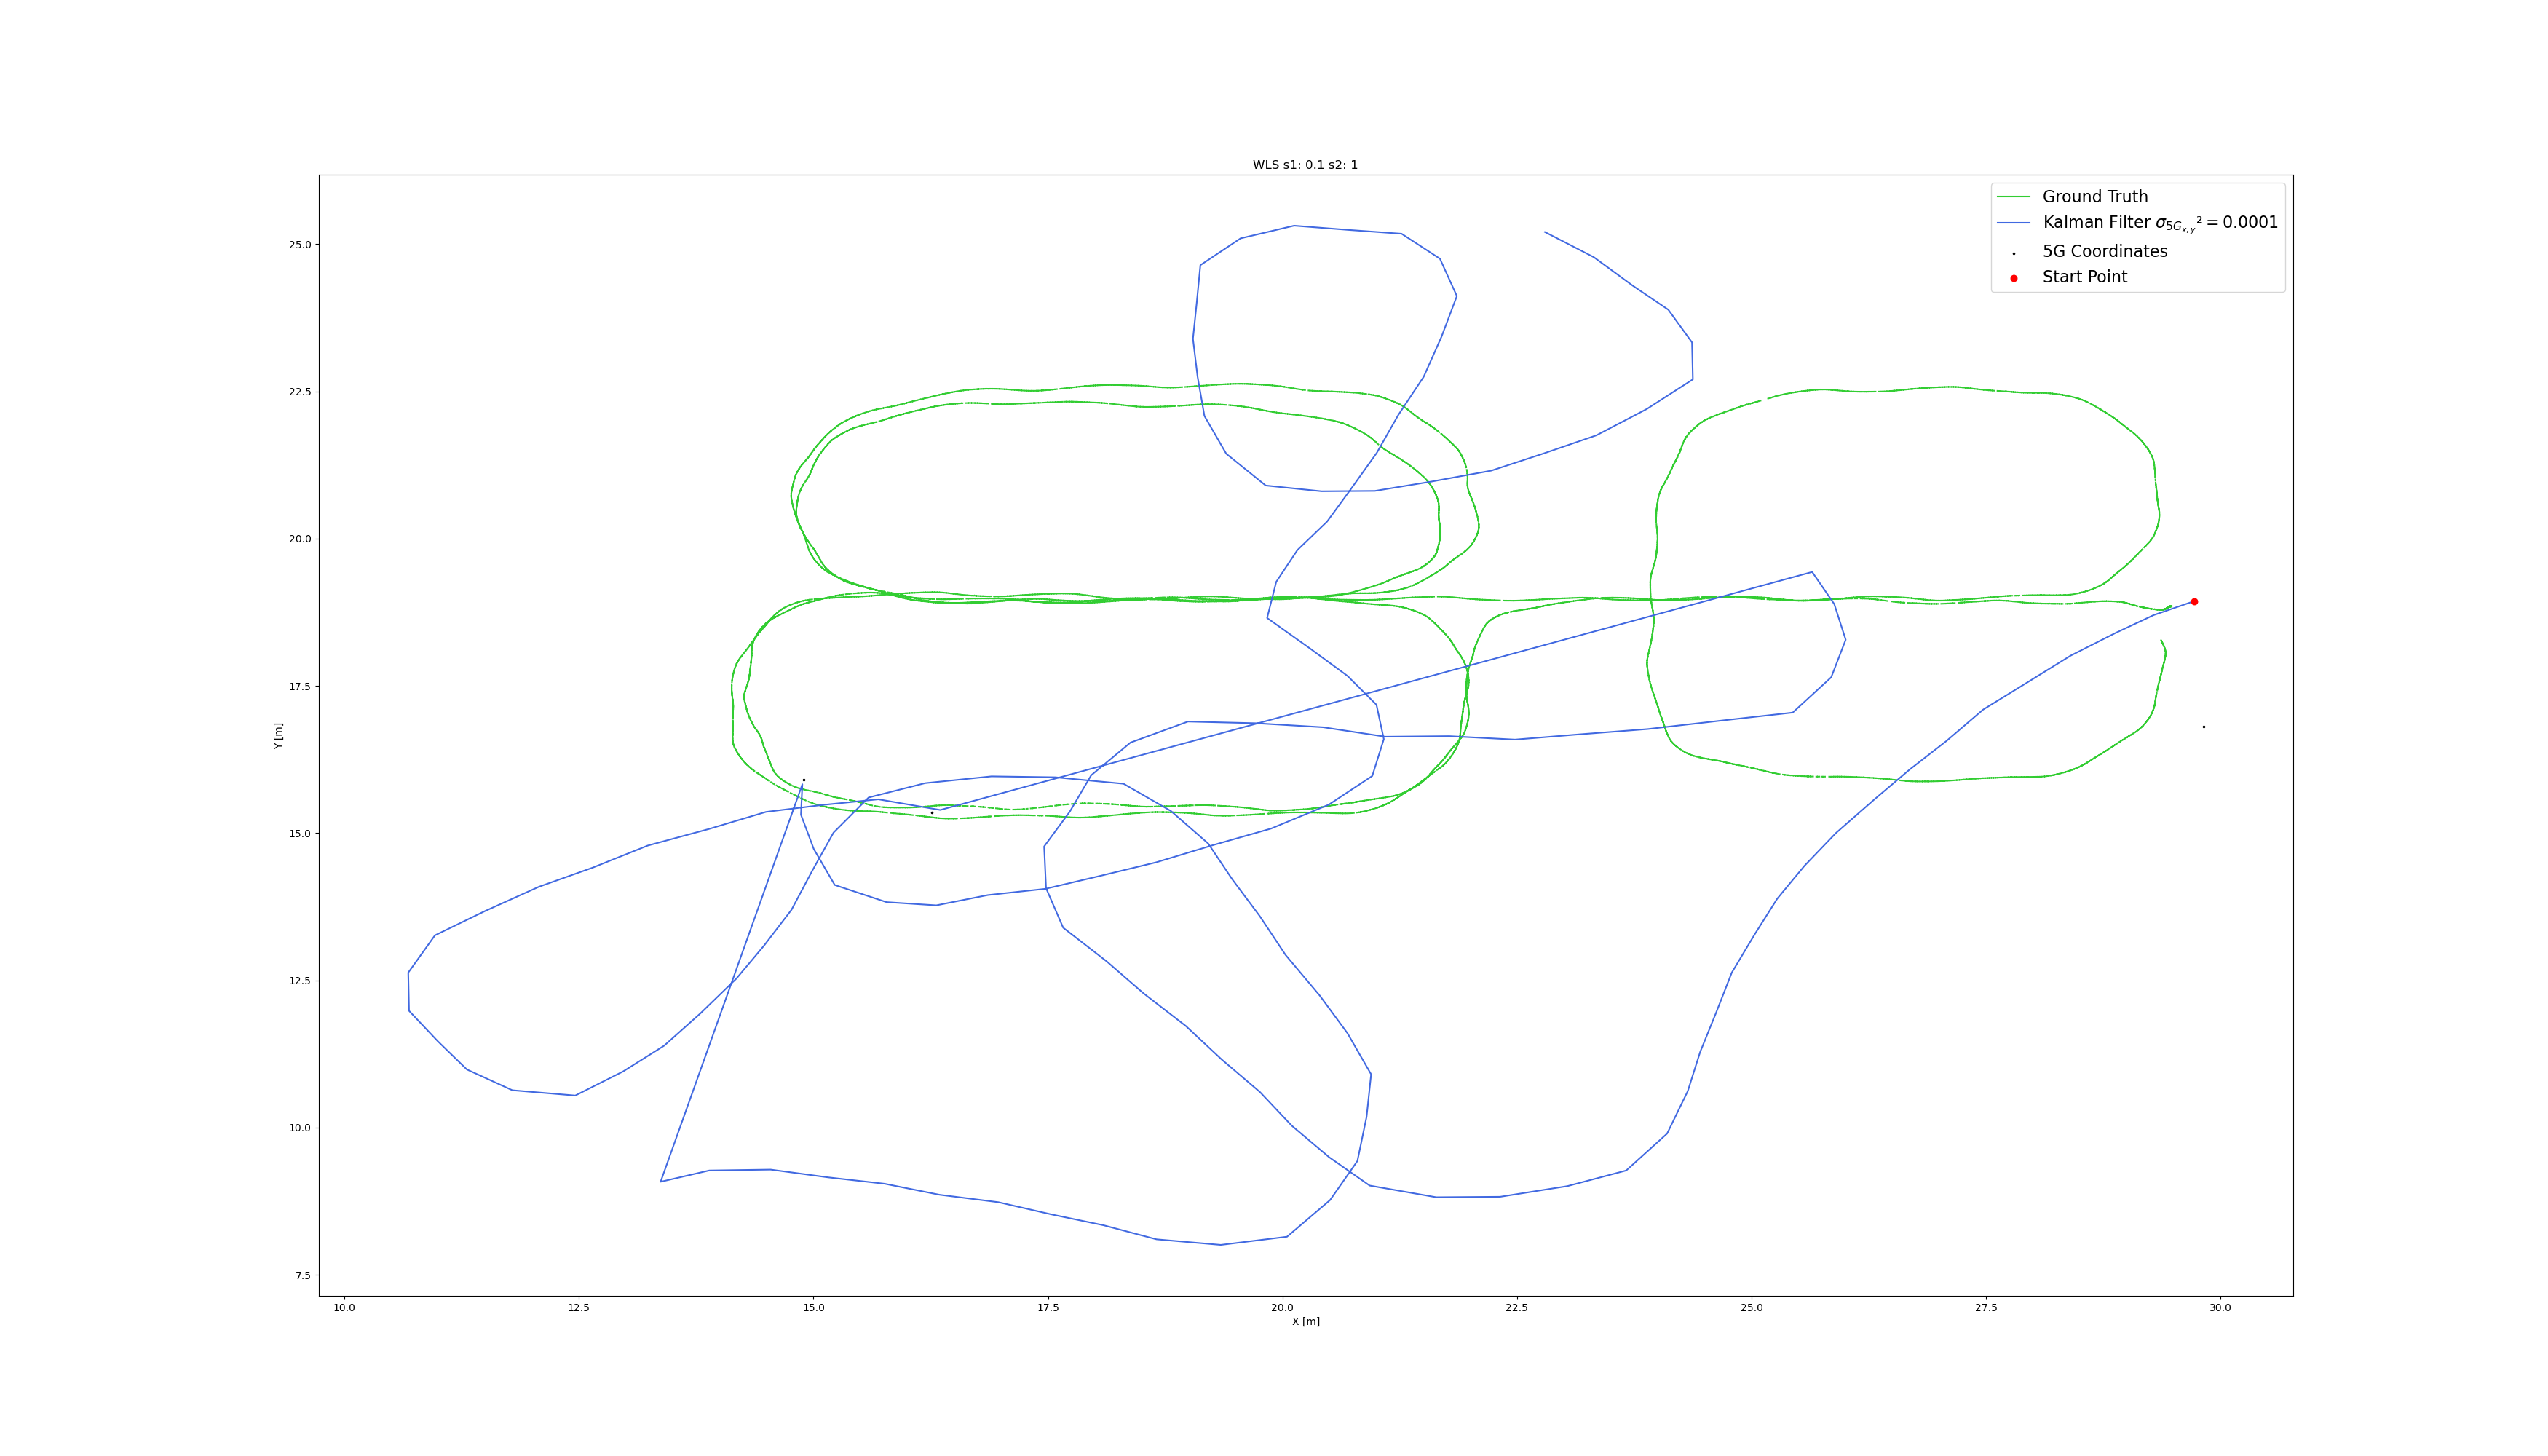 WLS s1: 0.1 s2: 1
Ground Truth
Kalman Filter σ5Gx,y² = 0.0001
5G Coordinates
Start Point
25.0
22.5
20.0
17.5
15.0
12.5
10.0
7.5
Y [m]
10.0 12.5 15.0 17.5 20.0 22.5 25.0 27.5 30.0
X [m]